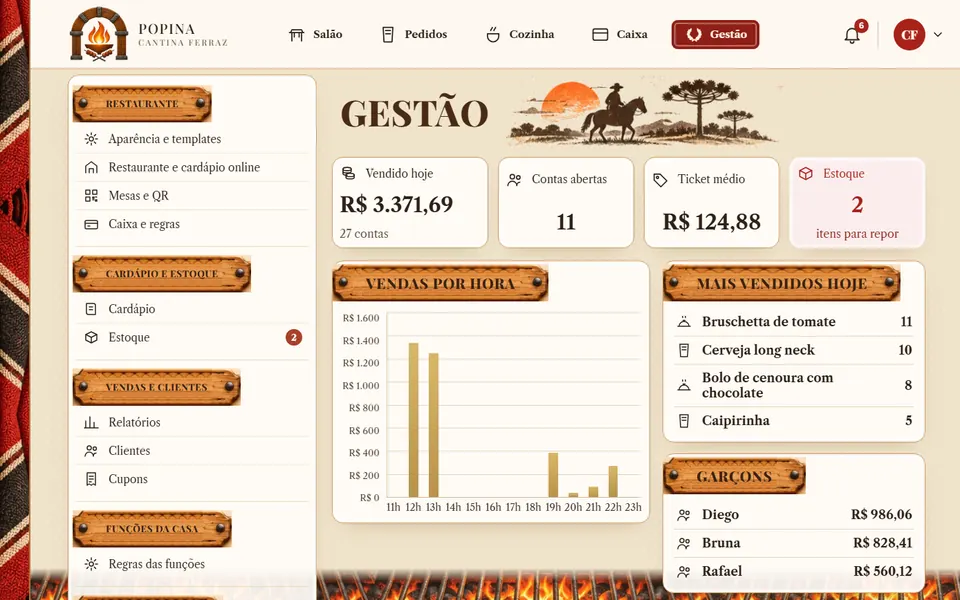 POPINA
CANTINA FERRAZ
Salão
Pedidos
Cozinha
Caixa
Gestão
6
CF
RESTAURANTE
Aparência e templates
Restaurante e cardápio online
Mesas e QR
Caixa e regras
CARDÁPIO E ESTOQUE
Cardápio
Estoque
2
VENDAS E CLIENTES
Relatórios
Clientes
Cupons
FUNÇÕES DA CASA
Regras das funções
GESTÃO
Vendido hoje
R$ 3.371,69
27 contas
Contas abertas
11
Ticket médio
R$ 124,88
Estoque
2
itens para repor
VENDAS POR HORA
R$ 1.600
R$ 1.400
R$ 1.200
R$ 1.000
R$ 800
R$ 600
R$ 400
R$ 200
R$ 0
11h 12h 13h 14h 15h 16h 17h 18h 19h 20h 21h 22h 23h
MAIS VENDIDOS HOJE
Bruschetta de tomate 11
Cerveja long neck 10
Bolo de cenoura com
chocolate 8
Caipirinha 5
GARÇONS
Diego R$ 986,06
Bruna R$ 828,41
Rafael R$ 560,12